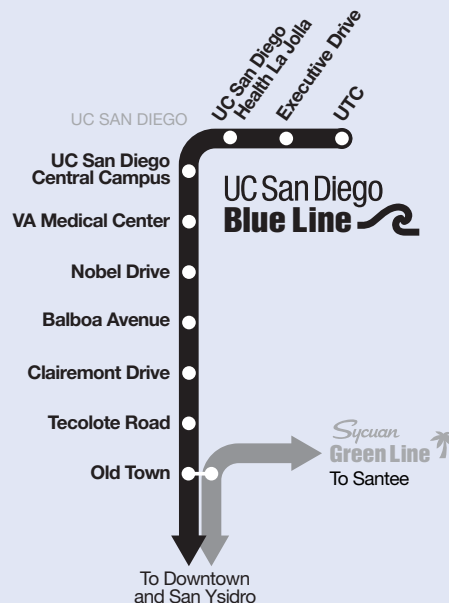 UC San Diego
Health La Jolla
Executive Drive
UTC
UC SAN DIEGO
UC San Diego
Central Campus
UC San Diego
Blue Line
VA Medical Center
Nobel Drive
Balboa Avenue
Clairemont Drive
Tecolote Road
Sycuan
Green Line
To Santee
Old Town
To Downtown
and San Ysidro